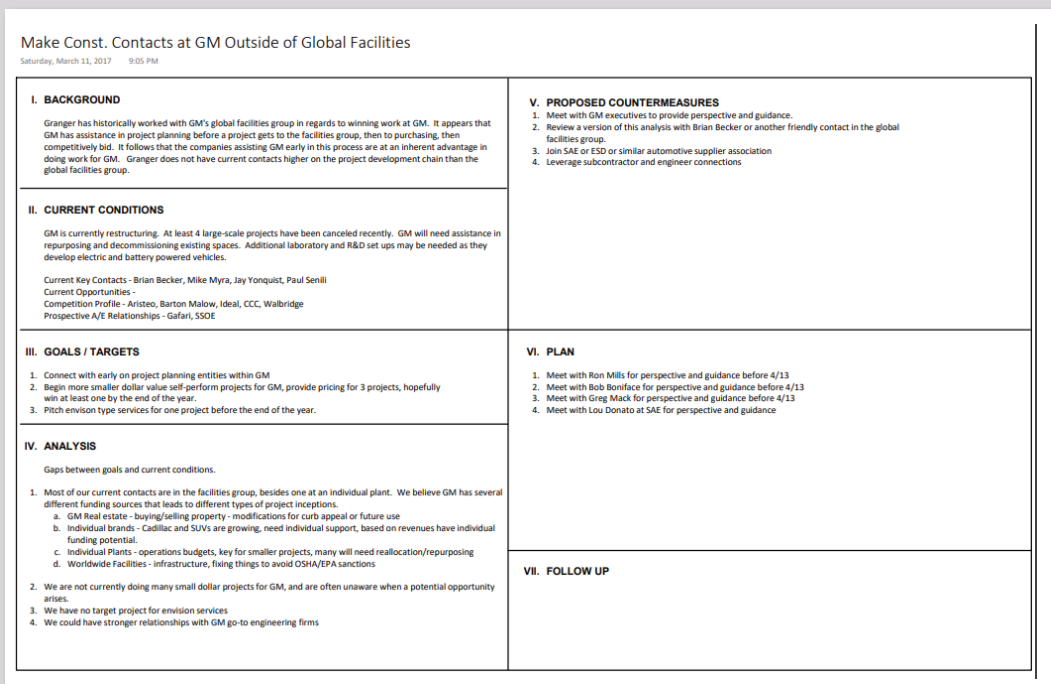 Make Const. Contacts at GM Outside of Global Facilities
Saturday, March 11, 2017 9:05 PM
I. BACKGROUND
Granger has historically worked with GM's global facilities group in regards to winning work at GM. It appears that
GM has assistance in project planning before a project gets to the facilities group, then to purchasing, then
competitively bid. It follows that the companies assisting GM early in this process are at an inherent advantage in
doing work for GM. Granger does not have current contacts higher on the project development chain than the
global facilities group.
II. CURRENT CONDITIONS
GM is currently restructuring. At least 4 large-scale projects have been canceled recently. GM will need assistance in
repurposing and decommissioning existing spaces. Additional laboratory and R&D set ups may be needed as they
develop electric and battery powered vehicles.
Current Key Contacts - Brian Becker, Mike Myra, Jay Yonquist, Paul Senili
Current Opportunities -
Competition Profile - Aristeo, Barton Malow, Ideal, CCC, Walbridge
Prospective A/E Relationships - Gafari, SSOE
III. GOALS / TARGETS
1. Connect with early on project planning entities within GM
2. Begin more smaller dollar value self-perform projects for GM, provide pricing for 3 projects, hopefully
win at least one by the end of the year.
3. Pitch envison type services for one project before the end of the year.
IV. ANALYSIS
Gaps between goals and current conditions.
1. Most of our current contacts are in the facilities group, besides one at an individual plant. We believe GM has several
different funding sources that leads to different types of project inceptions.
a. GM Real estate - buying/selling property - modifications for curb appeal or future use
b. Individual brands - Cadillac and SUVs are growing, need individual support, based on revenues have individual
funding potential.
c. Individual Plants - operations budgets, key for smaller projects, many will need reallocation/repurposing
d. Worldwide Facilities - infrastructure, fixing things to avoid OSHA/EPA sanctions
2. We are not currently doing many small dollar projects for GM, and are often unaware when a potential opportunity
arises.
3. We have no target project for envision services
4. We could have stronger relationships with GM go-to engineering firms
V. PROPOSED COUNTERMEASURES
1. Meet with GM executives to provide perspective and guidance.
2. Review a version of this analysis with Brian Becker or another friendly contact in the global
facilities group.
3. Join SAE or ESD or similar automotive supplier association
4. Leverage subcontractor and engineer connections
VI. PLAN
1. Meet with Ron Mills for perspective and guidance before 4/13
2. Meet with Bob Boniface for perspective and guidance before 4/13
3. Meet with Greg Mack for perspective and guidance before 4/13
4. Meet with Lou Donato at SAE for perspective and guidance
VII. FOLLOW UP